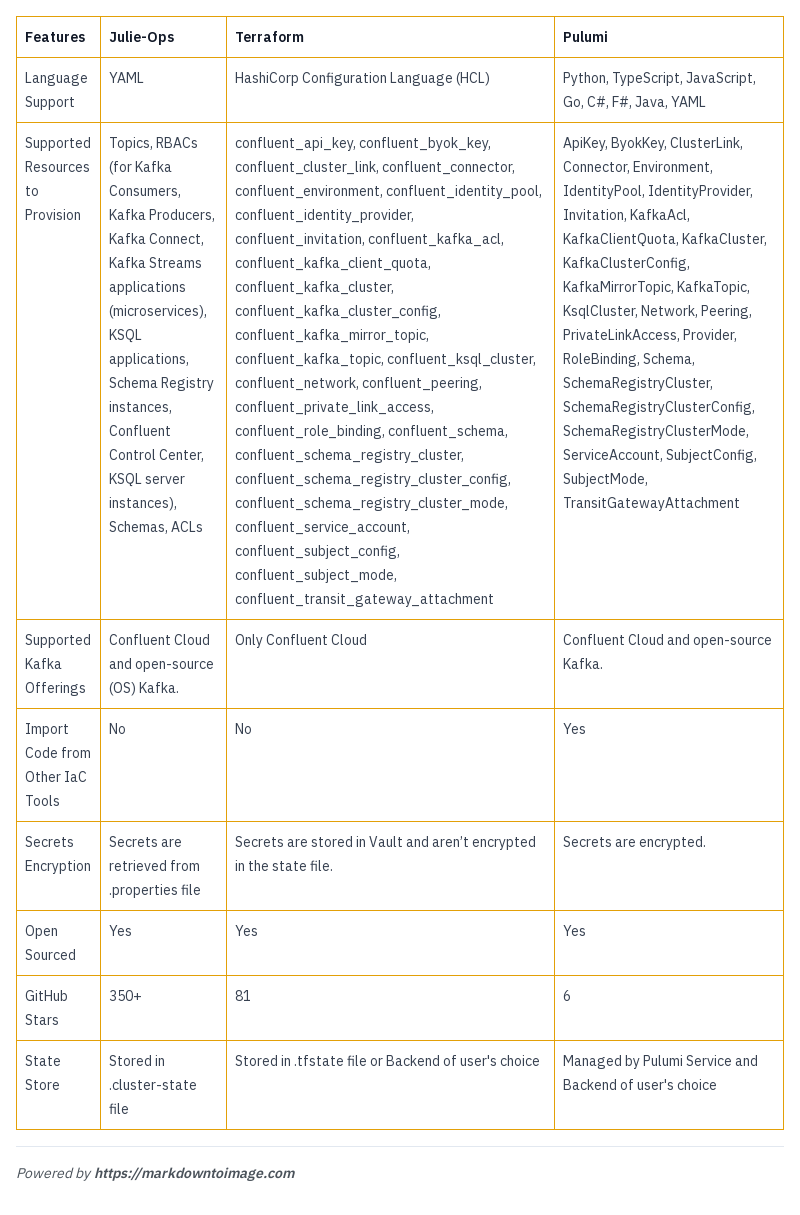 Features
Julie-Ops
Terraform
Pulumi
Language
Support
YAML
HashiCorp Configuration Language (HCL)
Python, TypeScript, JavaScript,
Go, C#, F#, Java, YAML
Supported
Resources
to
Provision
Topics, RBACs
(for Kafka
Consumers,
Kafka Producers,
Kafka Connect,
Kafka Streams
applications
(microservices),
KSQL
applications,
Schema Registry
instances,
Confluent
Control Center,
KSQL server
instances),
Schemas, ACLs
confluent_api_key, confluent_byok_key,
confluent_cluster_link, confluent_connector,
confluent_environment, confluent_identity_pool,
confluent_identity_provider,
confluent_invitation, confluent_kafka_acl,
confluent_kafka_client_quota,
confluent_kafka_cluster,
confluent_kafka_cluster_config,
confluent_kafka_mirror_topic,
confluent_kafka_topic, confluent_ksql_cluster,
confluent_network, confluent_peering,
confluent_private_link_access,
confluent_role_binding, confluent_schema,
confluent_schema_registry_cluster,
confluent_schema_registry_cluster_config,
confluent_schema_registry_cluster_mode,
confluent_service_account,
confluent_subject_config,
confluent_subject_mode,
confluent_transit_gateway_attachment
ApiKey, ByokKey, ClusterLink,
Connector, Environment,
IdentityPool, IdentityProvider,
Invitation, KafkaAcl,
KafkaClientQuota, KafkaCluster,
KafkaClusterConfig,
KafkaMirrorTopic, KafkaTopic,
KsqlCluster, Network, Peering,
PrivateLinkAccess, Provider,
RoleBinding, Schema,
SchemaRegistryCluster,
SchemaRegistryClusterConfig,
SchemaRegistryClusterMode,
ServiceAccount, SubjectConfig,
SubjectMode,
TransitGatewayAttachment
Supported
Kafka
Offerings
Confluent Cloud
and open-source
(OS) Kafka.
Only Confluent Cloud
Confluent Cloud and open-source
Kafka.
Import
Code from
Other IaC
Tools
No
No
Yes
Secrets
Encryption
Secrets are
retrieved from
.properties file
Secrets are stored in Vault and aren’t encrypted
in the state file.
Secrets are encrypted.
Open
Sourced
Yes
Yes
Yes
GitHub
Stars
350+
81
6
State
Store
Stored in
.cluster-state
file
Stored in .tfstate file or Backend of user's choice
Managed by Pulumi Service and
Backend of user's choice
Powered by https://markdowntoimage.com